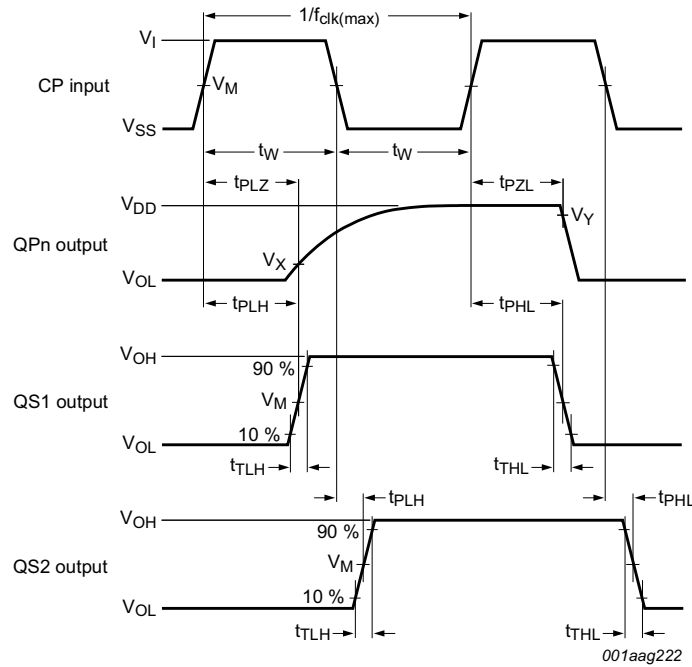 1/fclk(max)
VI
CP input
VM
VSS
tW
tW
tPLZ
tPZL
VDD
VY
QPn output
VX
VOL
tPLH
tPHL
VOH
90 %
QS1 output
VM
10 %
VOL
tTLH
tTHL
tPLH
tPHL
VOH
90 %
QS2 output
VM
10 %
VOL
tTLH
tTHL
001aag222